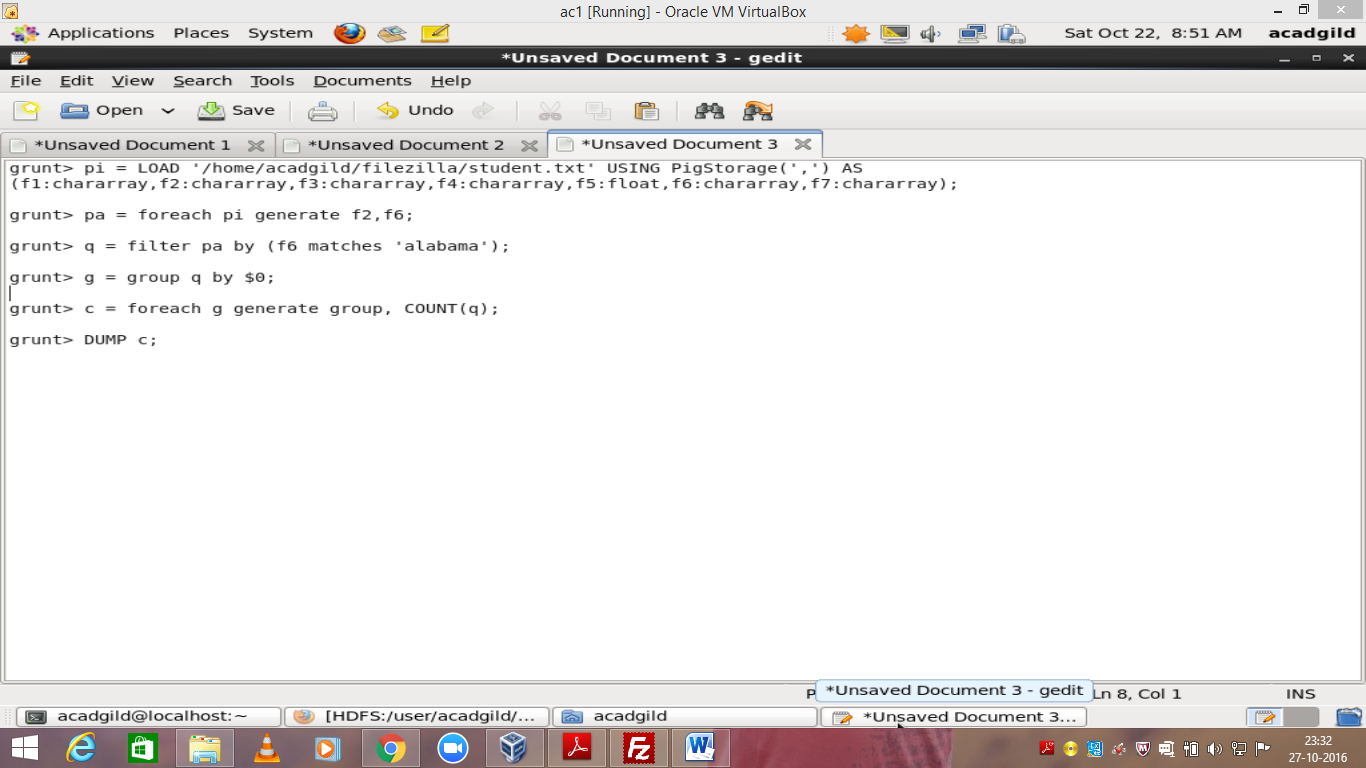 ac1 [Running] - Oracle VM VirtualBox
Applications Places System Sat Oct 22, 8:51 AM acadgild
*Unsaved Document 3 - gedit
File Edit View Search Tools Documents Help
Open Save Undo
*Unsaved Document 1 *Unsaved Document 2 *Unsaved Document 3
grunt> pi = LOAD '/home/acadgild/filezilla/student.txt' USING PigStorage(',') AS
(f1:chararray,f2:chararray,f3:chararray,f4:chararray,f5:float,f6:chararray,f7:chararray);
grunt> pa = foreach pi generate f2,f6;
grunt> q = filter pa by (f6 matches 'alabama');
grunt> g = group q by $0;
grunt> c = foreach g generate group, COUNT(q);
grunt> DUMP c;
*Unsaved Document 3 - gedit
Ln 8, Col 1 INS
acadgild@localhost:~ [HDFS:/user/acadgild/... acadgild *Unsaved Document 3...
23:32
27-10-2016